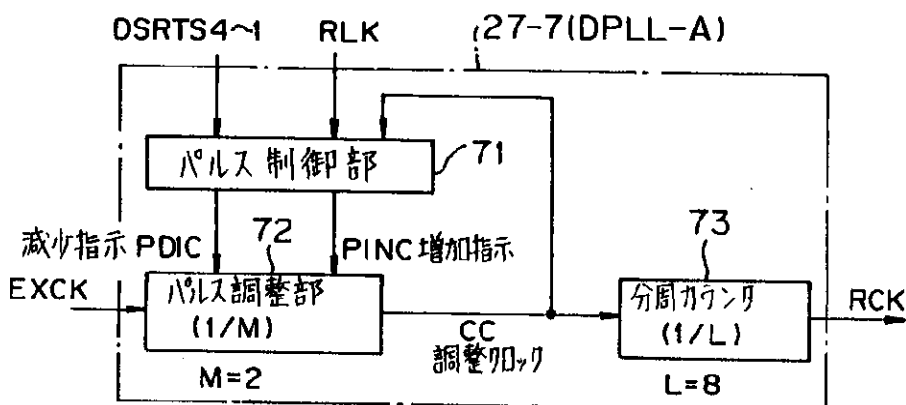 27-7(DPLL-A)
DSRTS4~1
RLK
パルス制御部
71
減少指示 PDIC
72
PINC 増加指示
73
EXCK
パルス調整部
(1/M)
M=2
CC
調整クロック
分周カウンタ
(1/L)
L=8
RCK